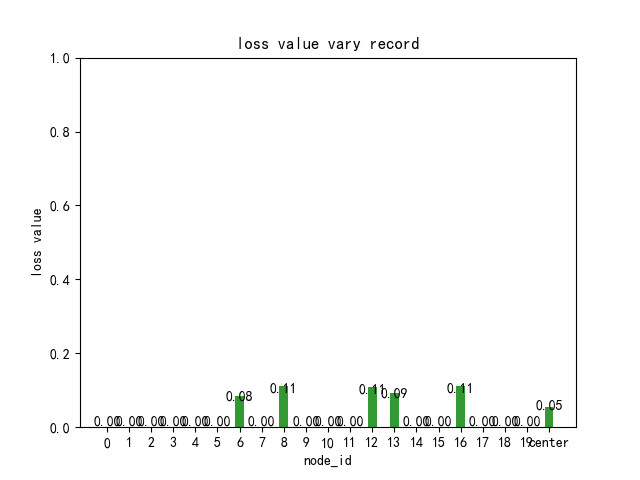 loss value vary record
1.0
0.8
0.6
0.4
0.2
0.0
loss value
0.00 0.00 0.00 0.00 0.00 0.00 0.08 0.00 0.11 0.00 0.00 0.00 0.11 0.09 0.00 0.00 0.11 0.00 0.00 0.00 0.05
0 1 2 3 4 5 6 7 8 9 10 11 12 13 14 15 16 17 18 19 center
node_id